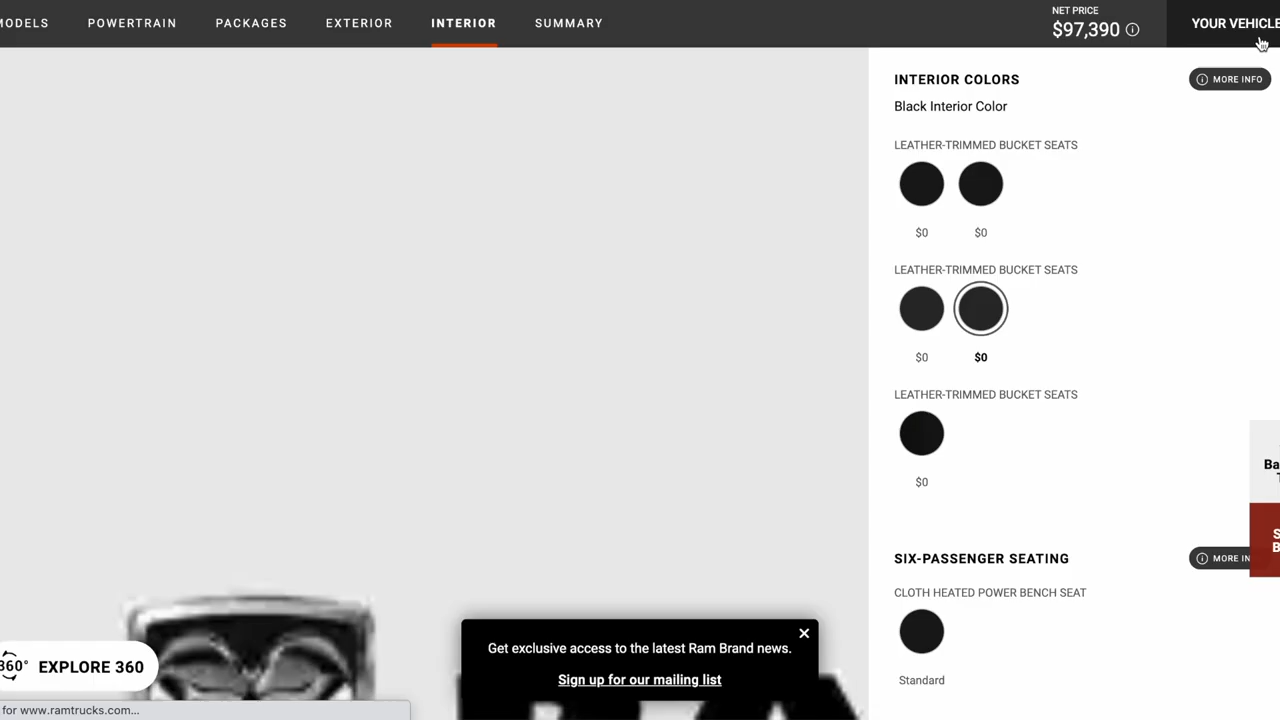 MODELS POWERTRAIN PACKAGES EXTERIOR INTERIOR SUMMARY
NET PRICE
$97,390
YOUR VEHICLE
INTERIOR COLORS
MORE INFO
Black Interior Color
LEATHER-TRIMMED BUCKET SEATS
$0 $0
LEATHER-TRIMMED BUCKET SEATS
$0 $0
LEATHER-TRIMMED BUCKET SEATS
$0
SIX-PASSENGER SEATING
MORE IN
CLOTH HEATED POWER BENCH SEAT
Standard
360° EXPLORE 360
Get exclusive access to the latest Ram Brand news.
Sign up for our mailing list
for www.ramtrucks.com...